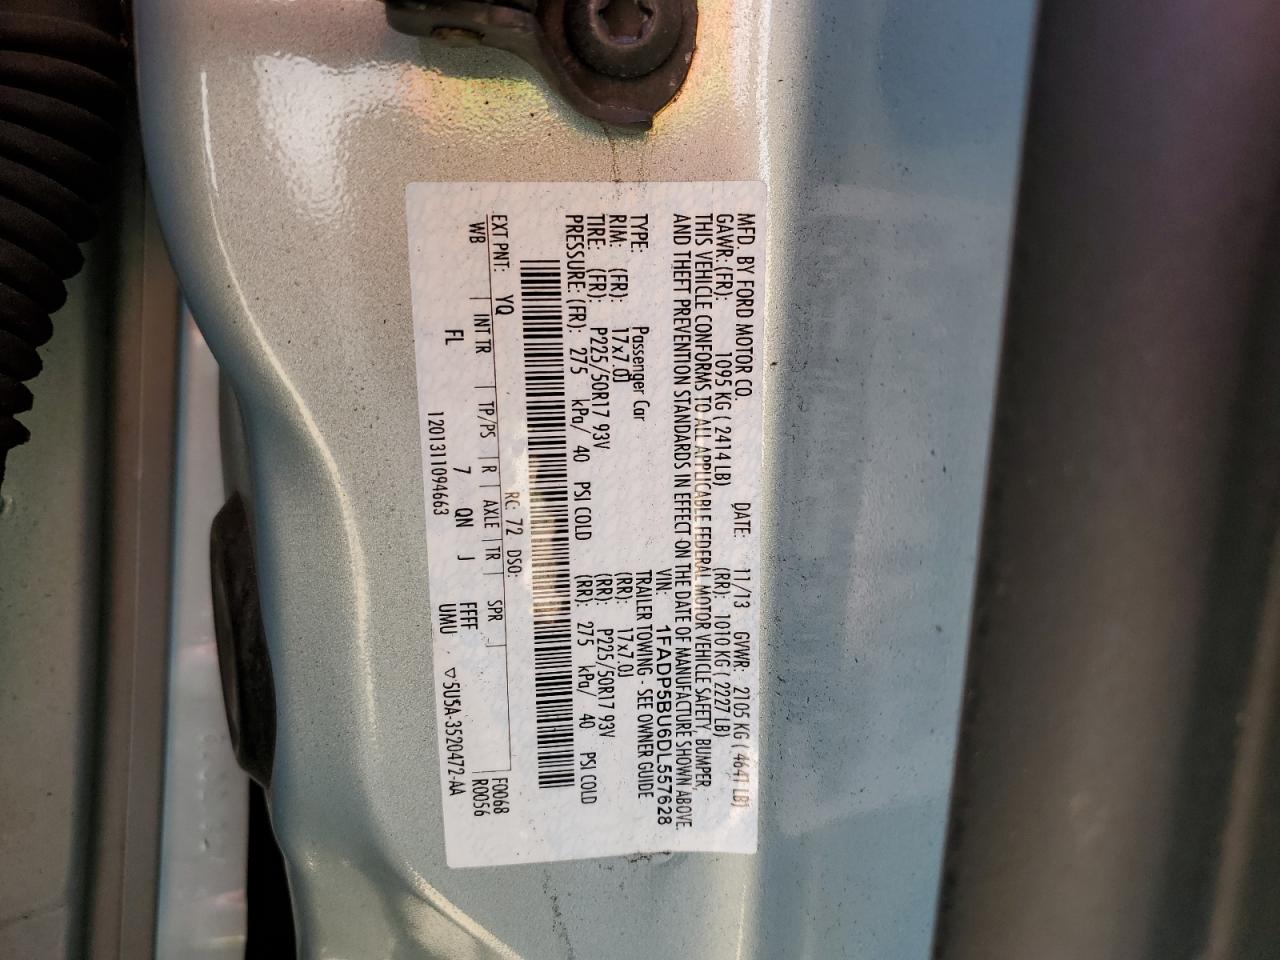 MFD. BY FORD MOTOR CO. DATE: 11/13 GVWR: 2105 KG ( 4641 LB)
GAWR: (FR): 1095 KG ( 2414 LB) (RR): 1010 KG ( 2227 LB)
THIS VEHICLE CONFORMS TO ALL APPLICABLE FEDERAL MOTOR VEHICLE SAFETY, BUMPER,
AND THEFT PREVENTION STANDARDS IN EFFECT ON THE DATE OF MANUFACTURE SHOWN ABOVE.
VIN: 1FADP5BU6DL557628
TYPE: Passenger Car TRAILER TOWING - SEE OWNER GUIDE
RIM: (FR): 17x7.0J (RR): 17x7.0J
TIRE: (FR): P225/50R17 93V (RR): P225/50R17 93V
PRESSURE: (FR): 275 kPa/ 40 PSI COLD (RR): 275 kPa/ 40 PSI COLD
EXT PNT: YQ RC: 72 DSO: F0068
WB INT TR TP/PS R AXLE TR SPR R0056
FL 7 QN J FFFF
1201311094663 UMU ▽5U5A-3520472-AA